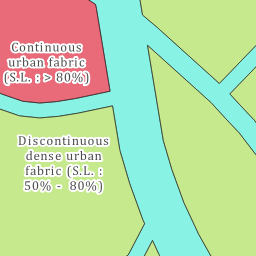 Continuous
urban fabric
(S.L. : > 80%)
Discontinuous
dense urban
fabric (S.L. :
50% -  80%)